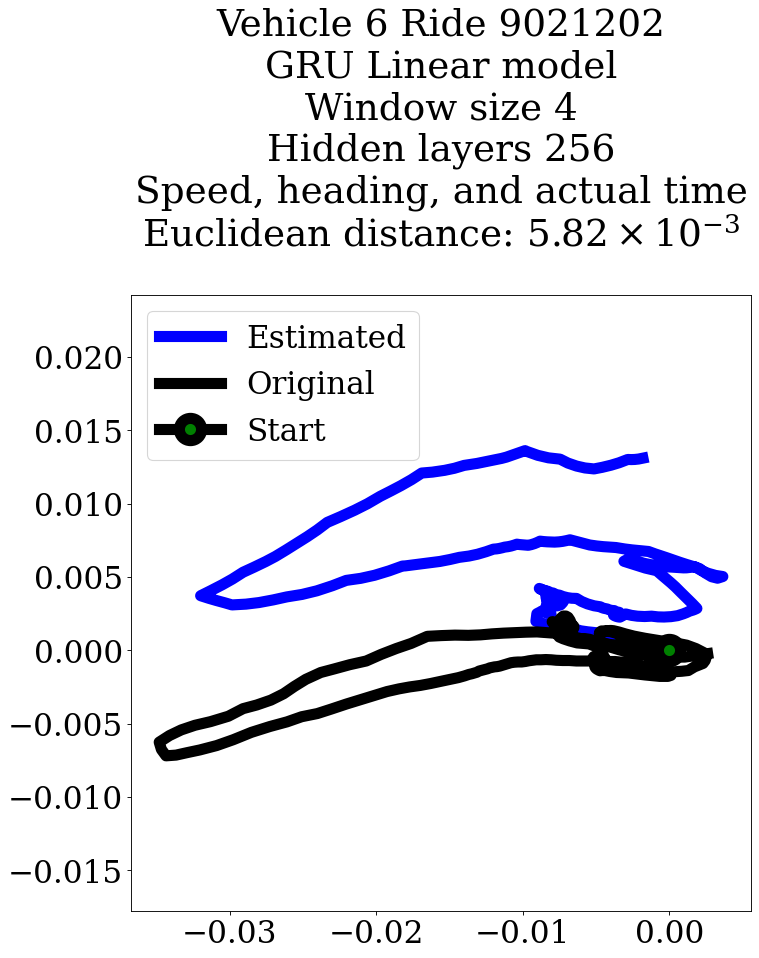 Vehicle 6 Ride 9021202
GRU Linear model
Window size 4
Hidden layers 256
Speed, heading, and actual time
Euclidean distance: 5.82 × 10⁻³
Estimated
Original
Start
0.020
0.015
0.010
0.005
0.000
−0.005
−0.010
−0.015
−0.03 −0.02 −0.01 0.00